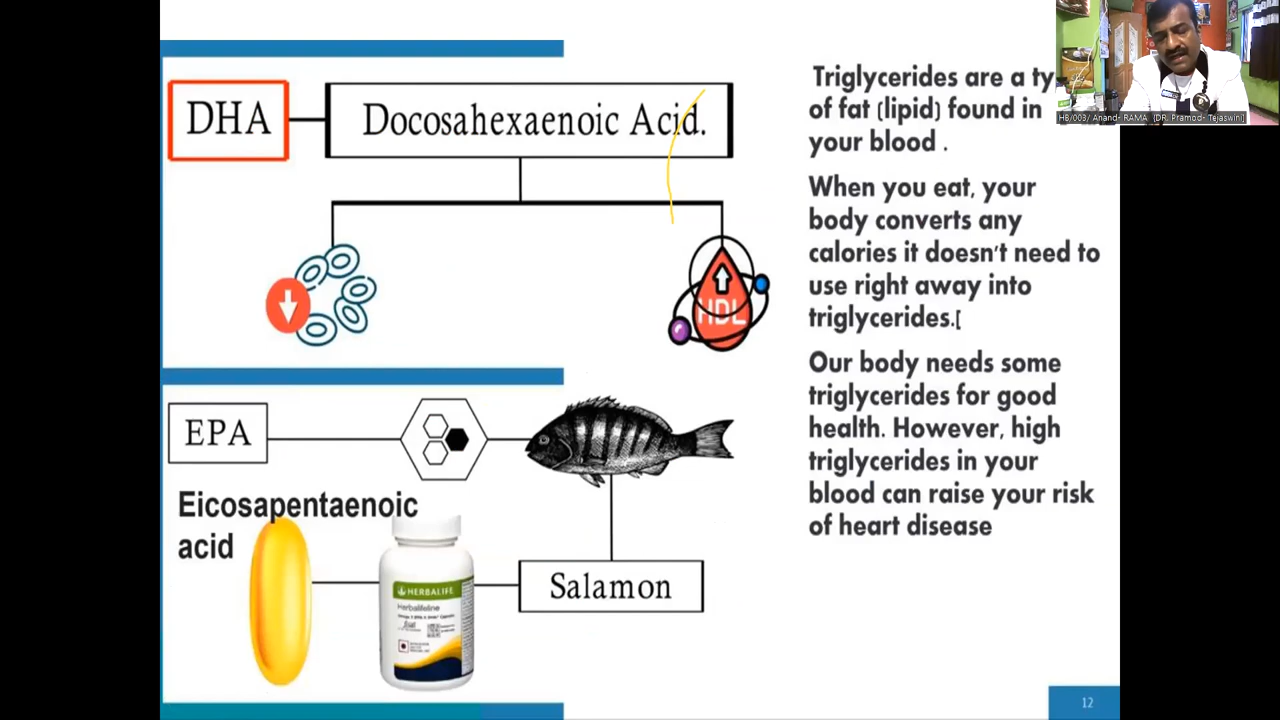 DHA
Docosahexaenoic Acid.
HDL
EPA
Eicosapentaenoic
acid
HERBALIFE
Herbalifeline
Salamon
Triglycerides are a ty
of fat (lipid) found in
your blood .
When you eat, your
body converts any
calories it doesn't need to
use right away into
triglycerides.[
Our body needs some
triglycerides for good
health. However, high
triglycerides in your
blood can raise your risk
of heart disease
HB/003/ Anand- RAMA (DR. Pramod- Tejaswini)
12